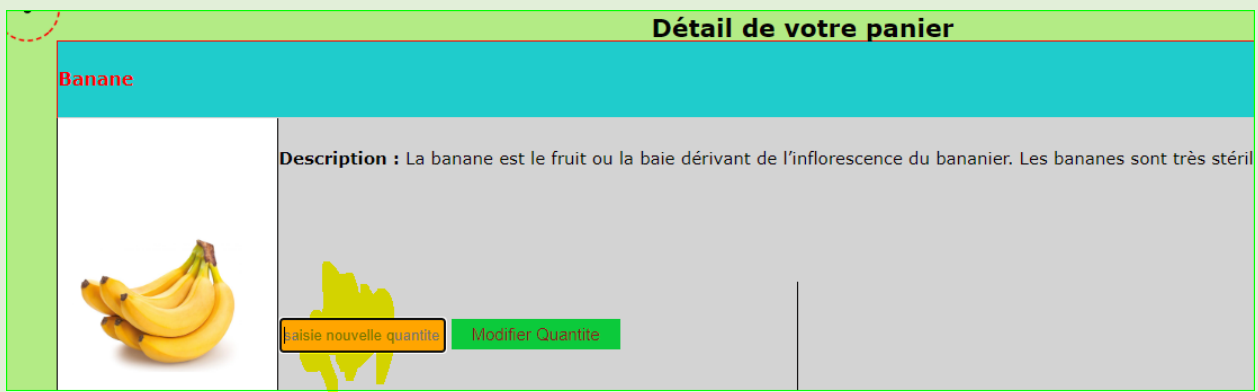 Détail de votre panier
Banane
Description : La banane est le fruit ou la baie dérivant de l’inflorescence du bananier. Les bananes sont très stéril
saisie nouvelle quantite
Modifier Quantite